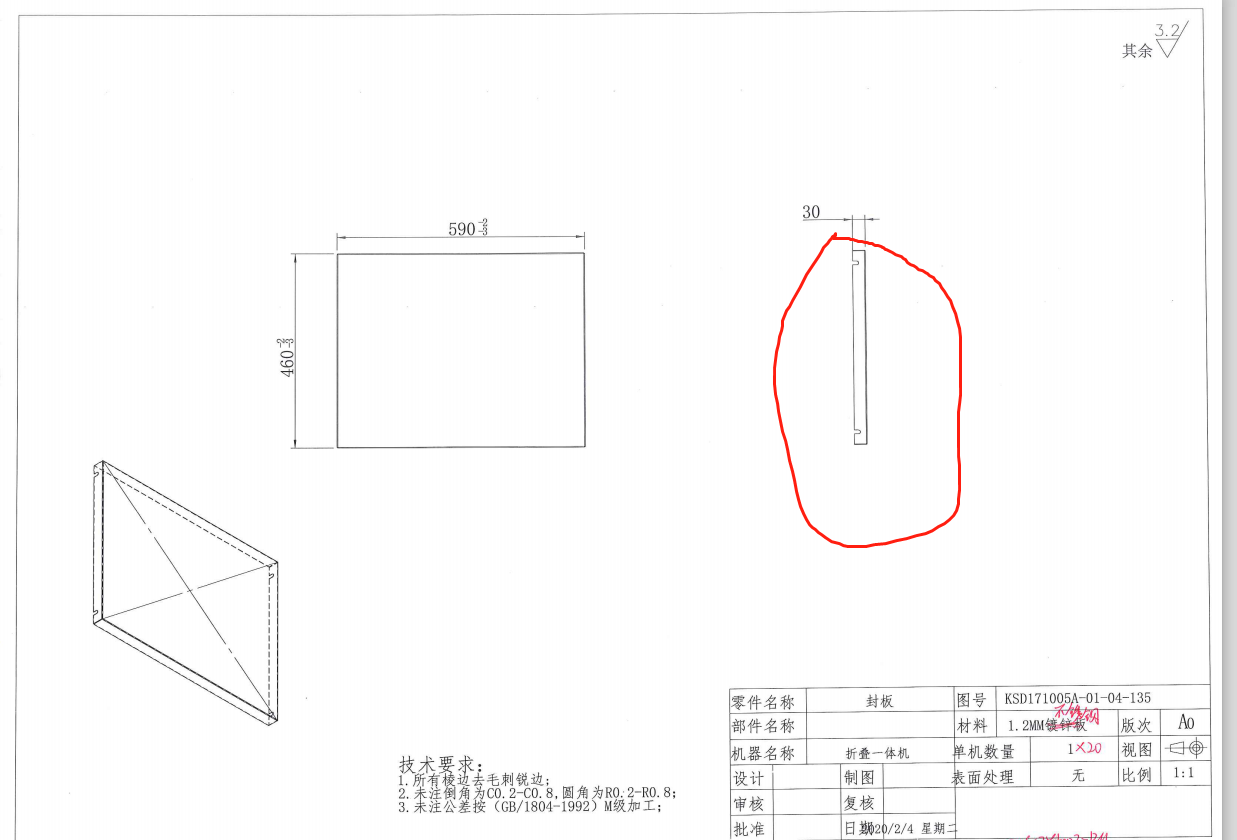 3.2
其余
30
590 -2 -3
460 -2 -3
技术要求:
1.所有棱边去毛刺锐边;
2.未注倒角为C0.2-C0.8,圆角为R0.2-R0.8;
3.未注公差按（GB/1804-1992）M级加工;
零件名称 封板 图号 KSD171005A-01-04-135
不锈钢
部件名称 材料 1.2MM镀锌板 版次 Ao
机器名称 折叠一体机 单机数量 1×20 视图
设计 制图 表面处理 无 比例 1:1
审核 复核
批准 日期 2020/2/4 星期二